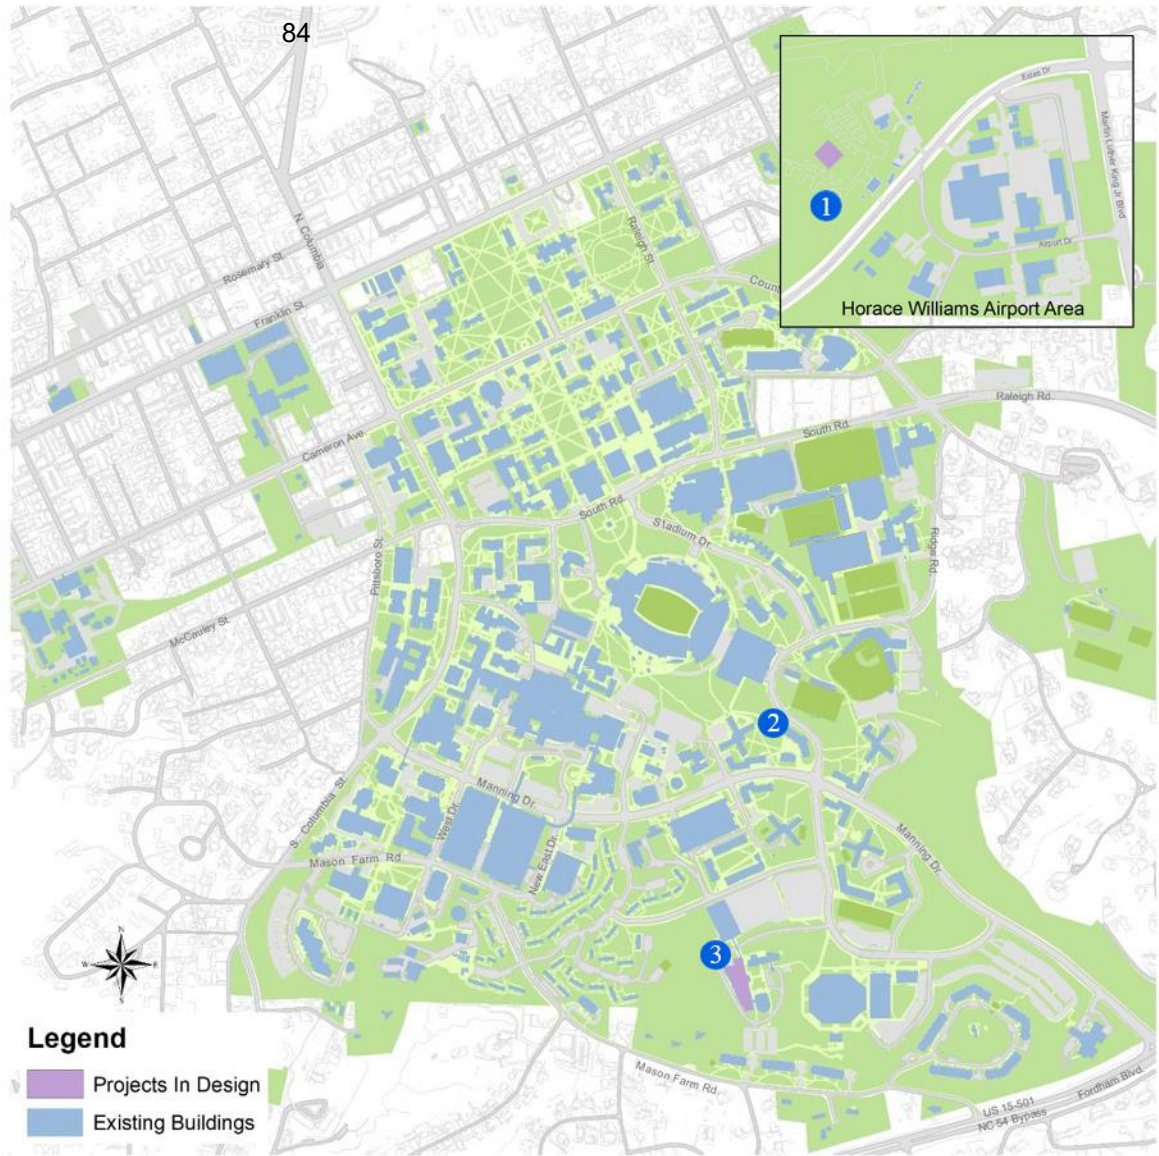 84
Estes Dr
Martin Luther King Jr Blvd
1
Airport Dr
Horace Williams Airport Area
N. Columbia
Raleigh St.
Rosemary St.
Franklin St.
Coun
Raleigh Rd.
South Rd.
Cameron Ave.
South Rd.
Stadium Dr.
Ridge Rd.
Pittsboro St.
McCauley St.
2
Manning Dr.
S. Columbia St.
West Dr.
New East Dr.
Manning Dr.
Mason Farm Rd.
3
N
W E
S
Legend
Projects In Design
Existing Buildings
Mason Farm Rd.
Fordham Blvd.
US 15-501
NC 54 Bypass